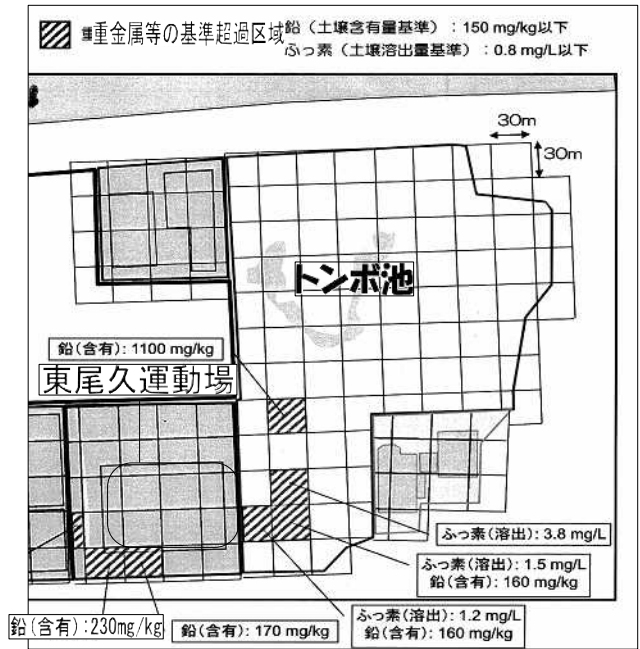 重金属等の基準超過区域
鉛（土壌含有量基準）：150 mg/kg以下
ふっ素（土壌溶出量基準）：0.8 mg/L以下
30m
30m
トンボ池
鉛(含有): 1100 mg/kg
東尾久運動場
ふっ素(溶出): 3.8 mg/L
ふっ素(溶出): 1.5 mg/L
鉛(含有): 160 mg/kg
ふっ素(溶出): 1.2 mg/L
鉛(含有): 160 mg/kg
鉛(含有):230mg/kg
鉛(含有): 170 mg/kg